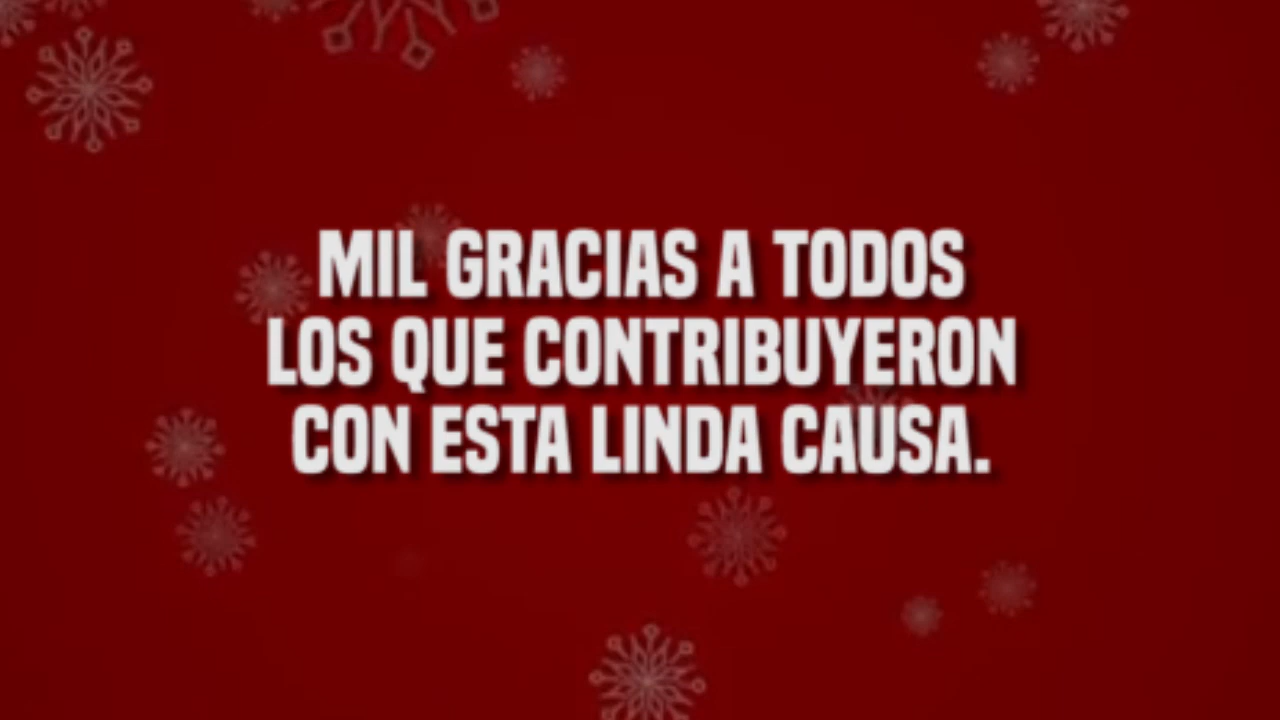 MIL GRACIAS A TODOS
LOS QUE CONTRIBUYERON
CON ESTA LINDA CAUSA.